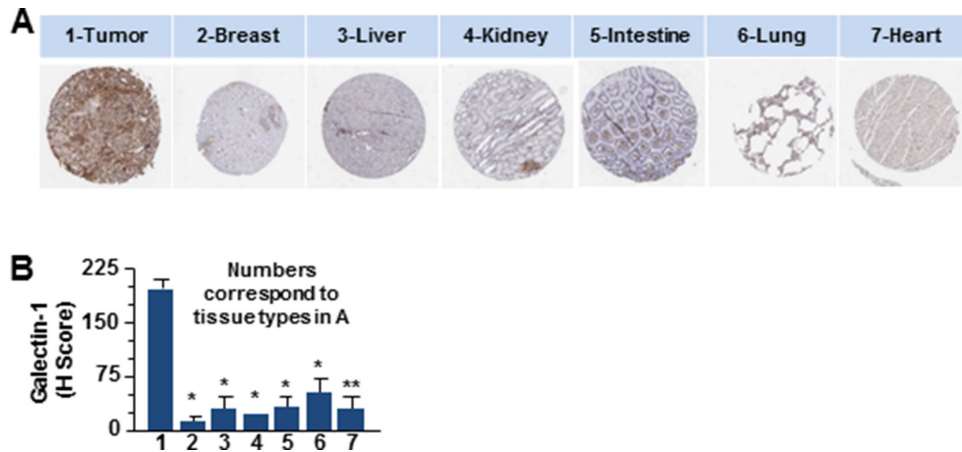 A
1-Tumor 2-Breast 3-Liver 4-Kidney 5-Intestine 6-Lung 7-Heart
B
Numbers
correspond to
tissue types in A
Galectin-1
(H Score)
225
150
75
0
* * * * * **
1 2 3 4 5 6 7